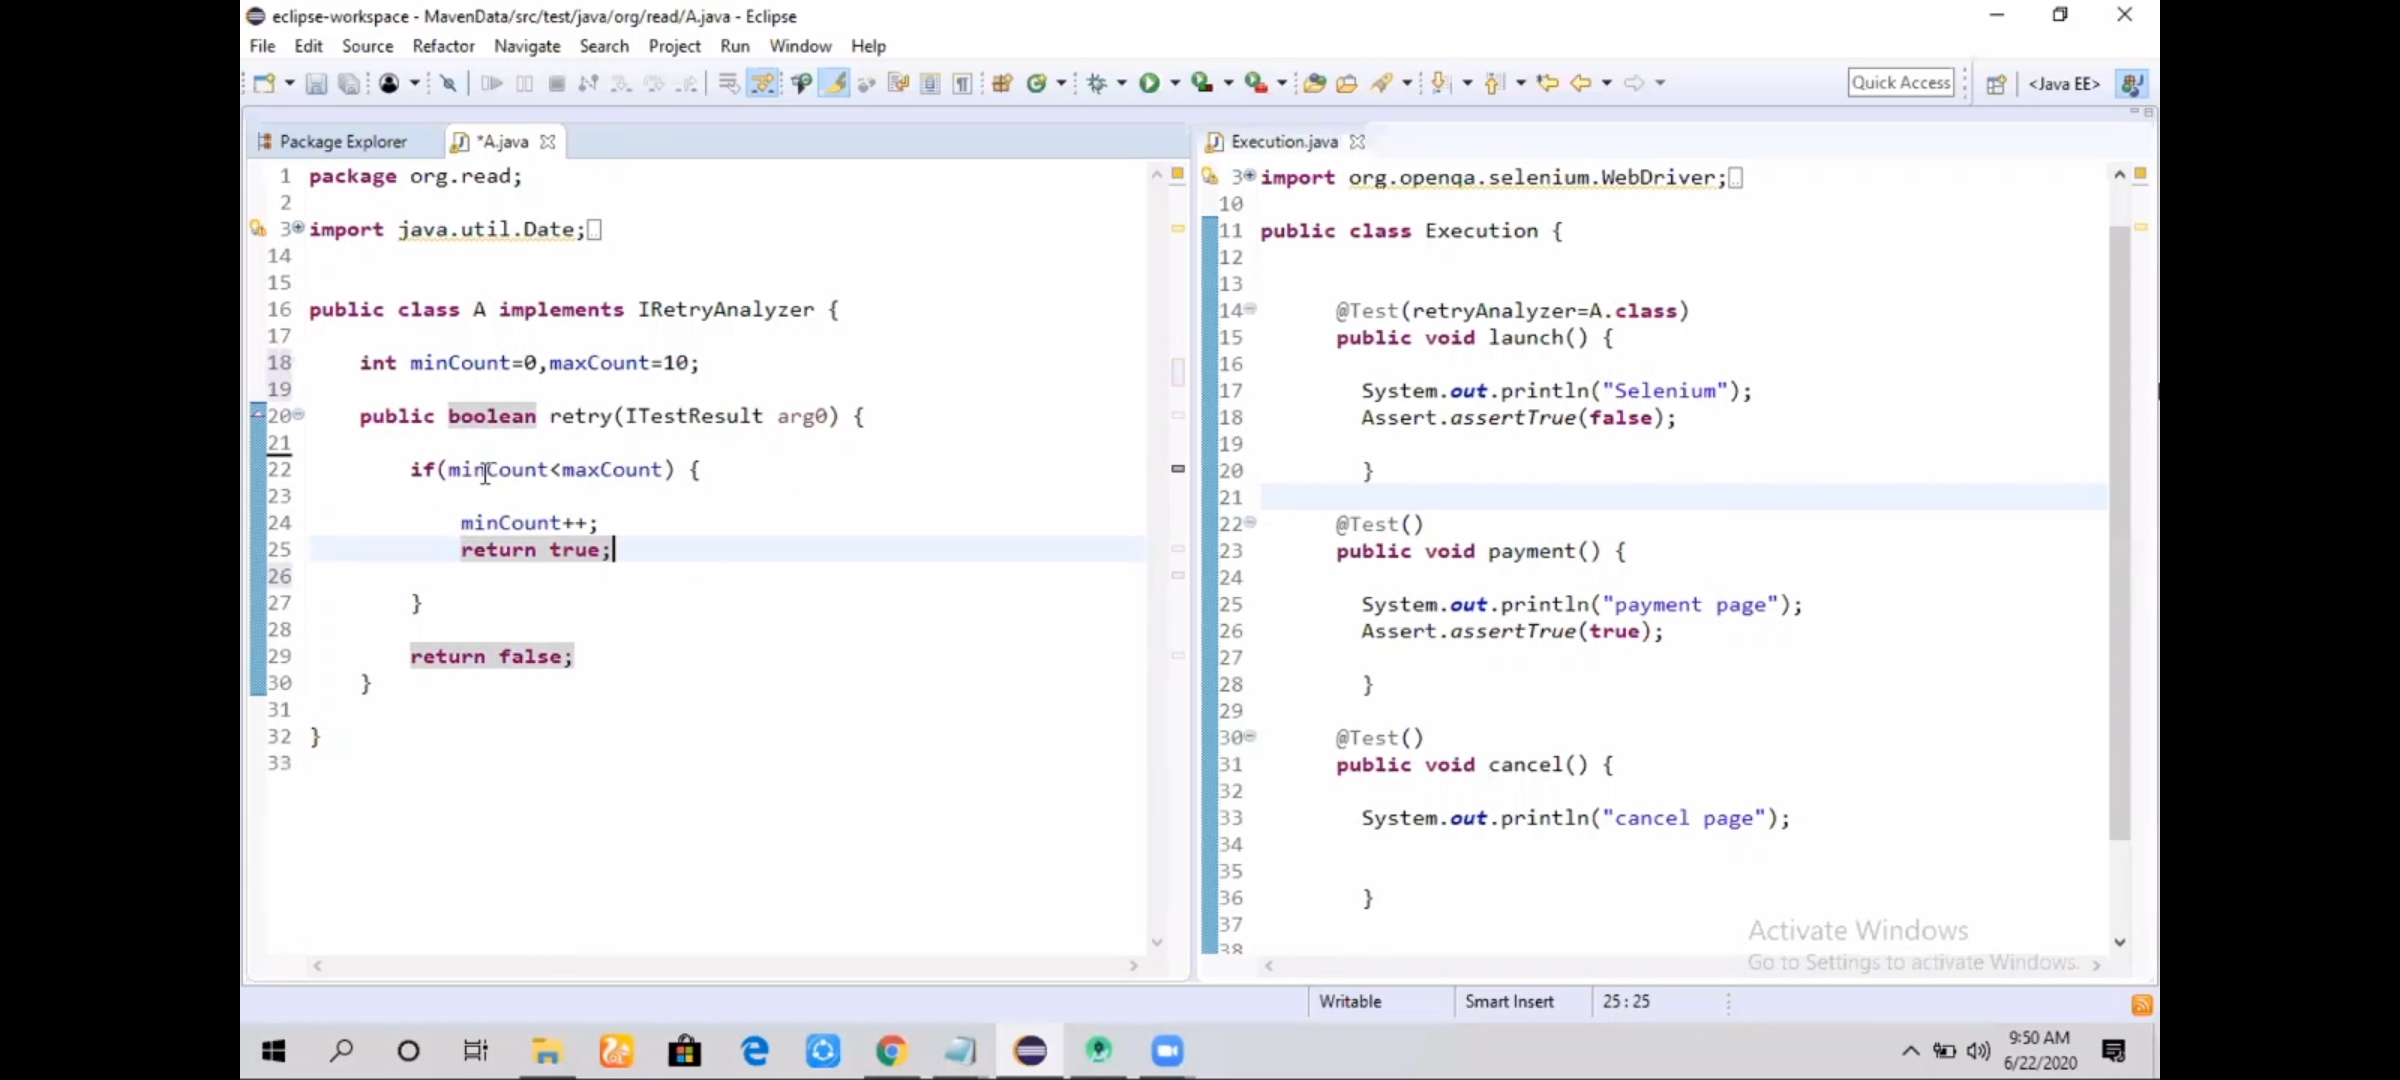 eclipse-workspace - MavenData/src/test/java/org/read/A.java - Eclipse
File Edit Source Refactor Navigate Search Project Run Window Help
Quick Access
<Java EE>
Package Explorer
*A.java
1 package org.read;
2
3 import java.util.Date;
14
15
16 public class A implements IRetryAnalyzer {
17
18 int minCount=0,maxCount=10;
19
20 public boolean retry(ITestResult arg0) {
21
22 if(minCount<maxCount) {
23
24 minCount++;
25 return true;
26
27 }
28
29 return false;
30 }
31
32 }
33
Execution.java
3 import org.openqa.selenium.WebDriver;
10
11 public class Execution {
12
13
14 @Test(retryAnalyzer=A.class)
15 public void launch() {
16
17 System.out.println("Selenium");
18 Assert.assertTrue(false);
19
20 }
21
22 @Test()
23 public void payment() {
24
25 System.out.println("payment page");
26 Assert.assertTrue(true);
27
28 }
29
30 @Test()
31 public void cancel() {
32
33 System.out.println("cancel page");
34
35
36 }
37
38
Activate Windows
Go to Settings to activate Windows.
Writable Smart Insert 25:25
9:50 AM
6/22/2020